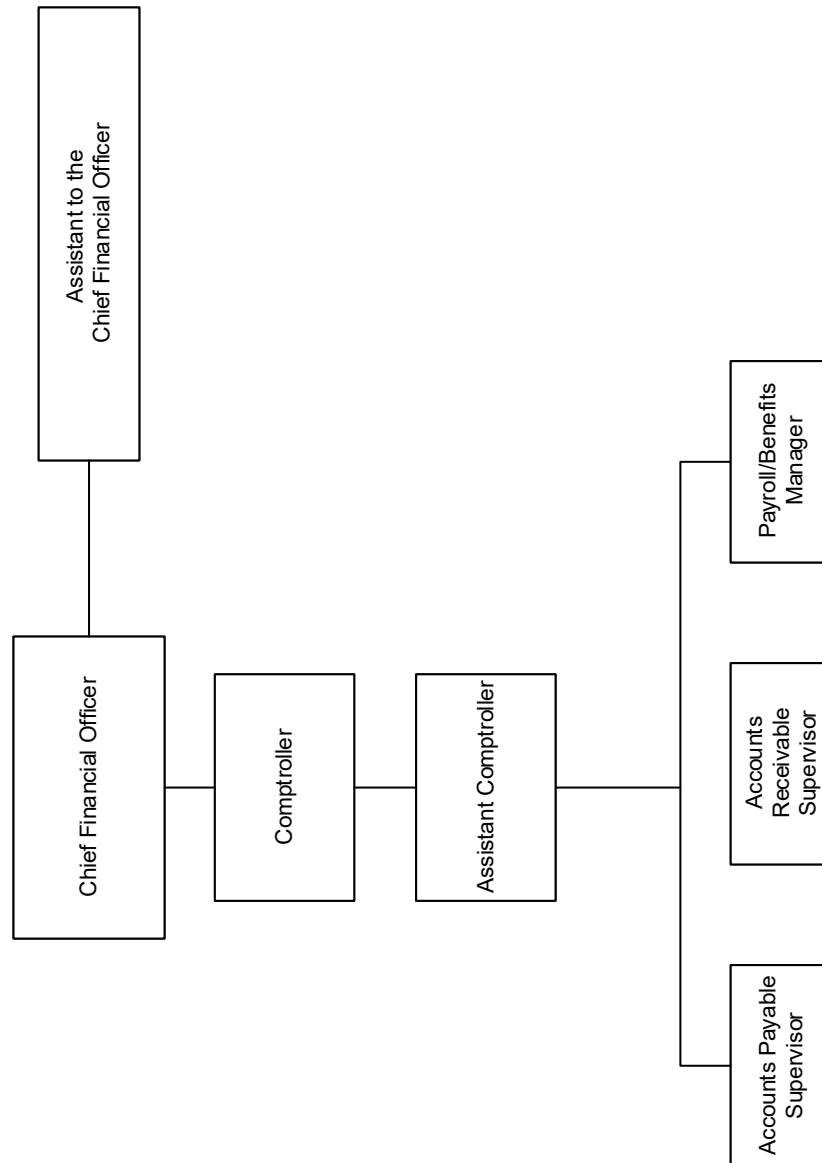 Chief Financial Officer
Assistant to the
Chief Financial Officer
Comptroller
Assistant Comptroller
Accounts Payable
Supervisor
Accounts
Receivable
Supervisor
Payroll/Benefits
Manager